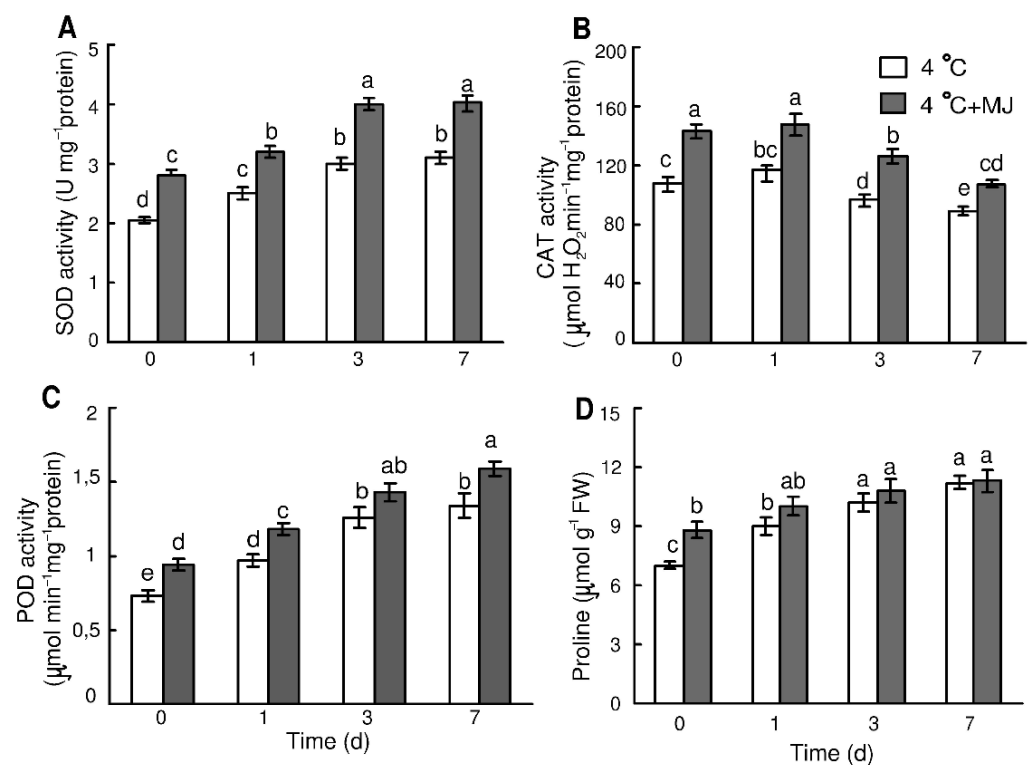 A
SOD activity (U mg⁻¹protein)
5
4
3
2
1
0
d
c
c
b
b
a
b
a
0 1 3 7
B
CAT activity
(μmol H₂O₂min⁻¹mg⁻¹protein)
200
160
120
80
40
0
4 °C
4 °C+MJ
c
a
bc
a
d
b
e
cd
0 1 3 7
C
POD activity
(μmol min⁻¹mg⁻¹protein)
2
1,5
1
0,5
0
e
d
d
c
b
ab
b
a
0 1 3 7
Time (d)
D
Proline (μmol g⁻¹ FW)
15
12
9
6
3
0
c
b
b
ab
a
a
a
a
0 1 3 7
Time (d)